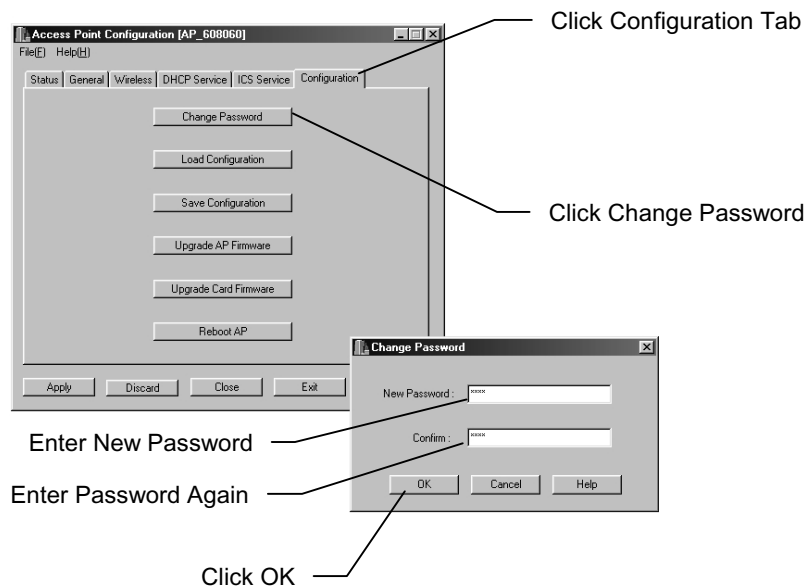 Click Configuration Tab
Access Point Configuration [AP_608060]
File(F) Help(H)
Status General Wireless DHCP Service ICS Service Configuration
Change Password
Load Configuration
Save Configuration
Click Change Password
Upgrade AP Firmware
Upgrade Card Firmware
Reboot AP
Apply Discard Close Exit
Change Password
New Password : xxxx
Confirm : xxxx
OK Cancel Help
Enter New Password
Enter Password Again
Click OK